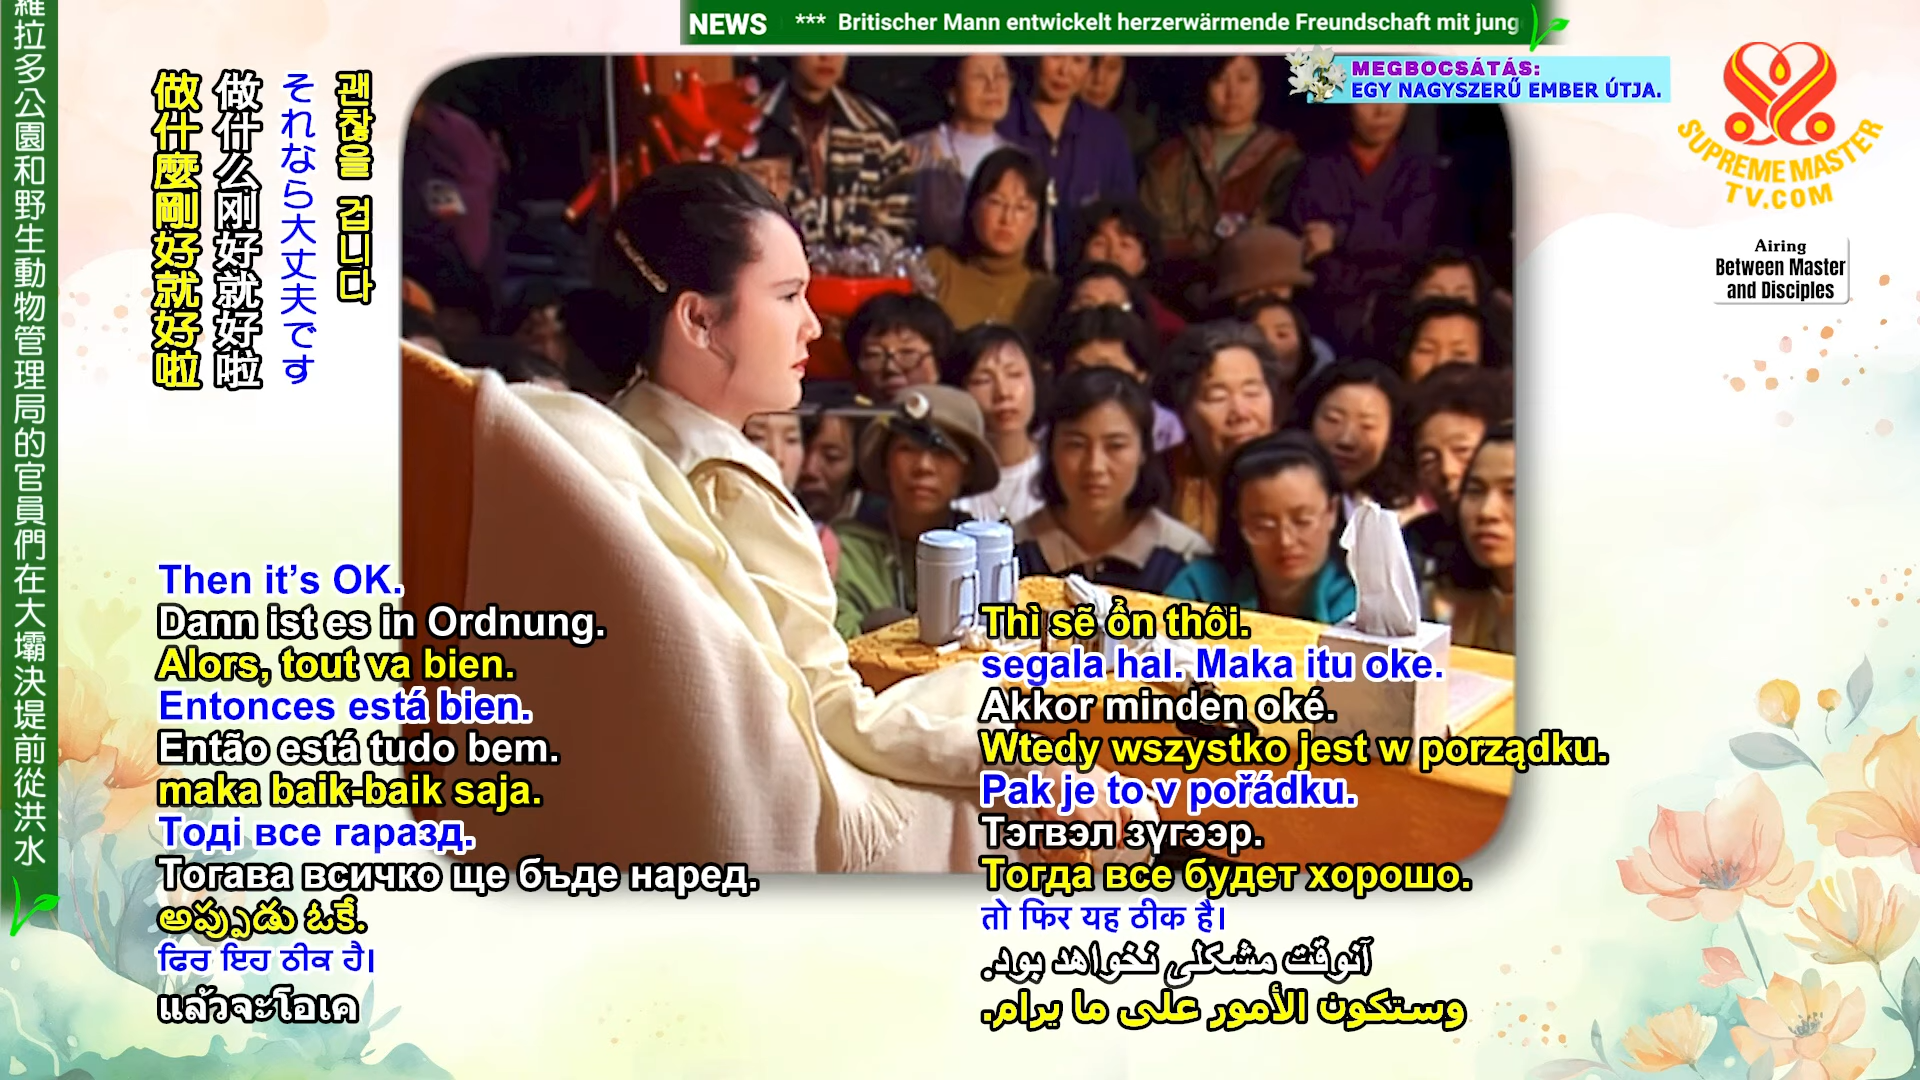 NEWS *** Britischer Mann entwickelt herzerwärmende Freundschaft mit jung
MEGBOCSÁTÁS:
EGY NAGYSZERŰ EMBER ÚTJA.
SUPREME MASTER
TV.COM
Airing
Between Master
and Disciples
羅拉多公園和野生動物管理局的官員們在大壩決堤前從洪水
괜찮을 겁니다
それなら大丈夫です
做什么刚好就好啦
做什麼剛好就好啦
Then it’s OK.
Dann ist es in Ordnung.
Alors, tout va bien.
Entonces está bien.
Então está tudo bem.
maka baik-baik saja.
Тоді все гаразд.
Тогава всичко ще бъде наред.
అప్పుడు ఓకే.
ਫਿਰ ਇਹ ਠੀਕ ਹੈ।
แล้วจะโอเค
Thì sẽ ổn thôi.
segala hal. Maka itu oke.
Akkor minden oké.
Wtedy wszystko jest w porządku.
Pak je to v pořádku.
Тэгвэл зүгээр.
Тогда все будет хорошо.
तो फिर यह ठीक है।
آنوقت مشکلی نخواهد بود.
وستكون الأمور على ما يرام.